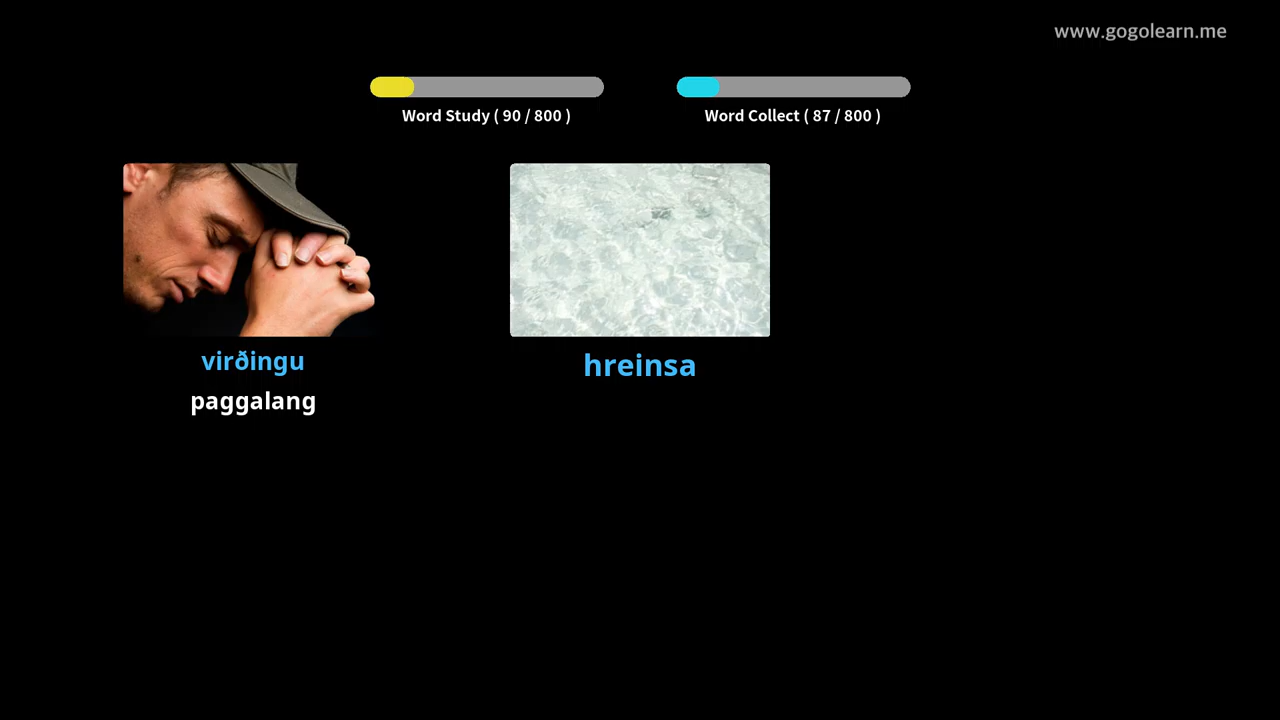 www.gogolearn.me
Word Study ( 90 / 800 )
Word Collect ( 87 / 800 )
virðingu
paggalang
hreinsa